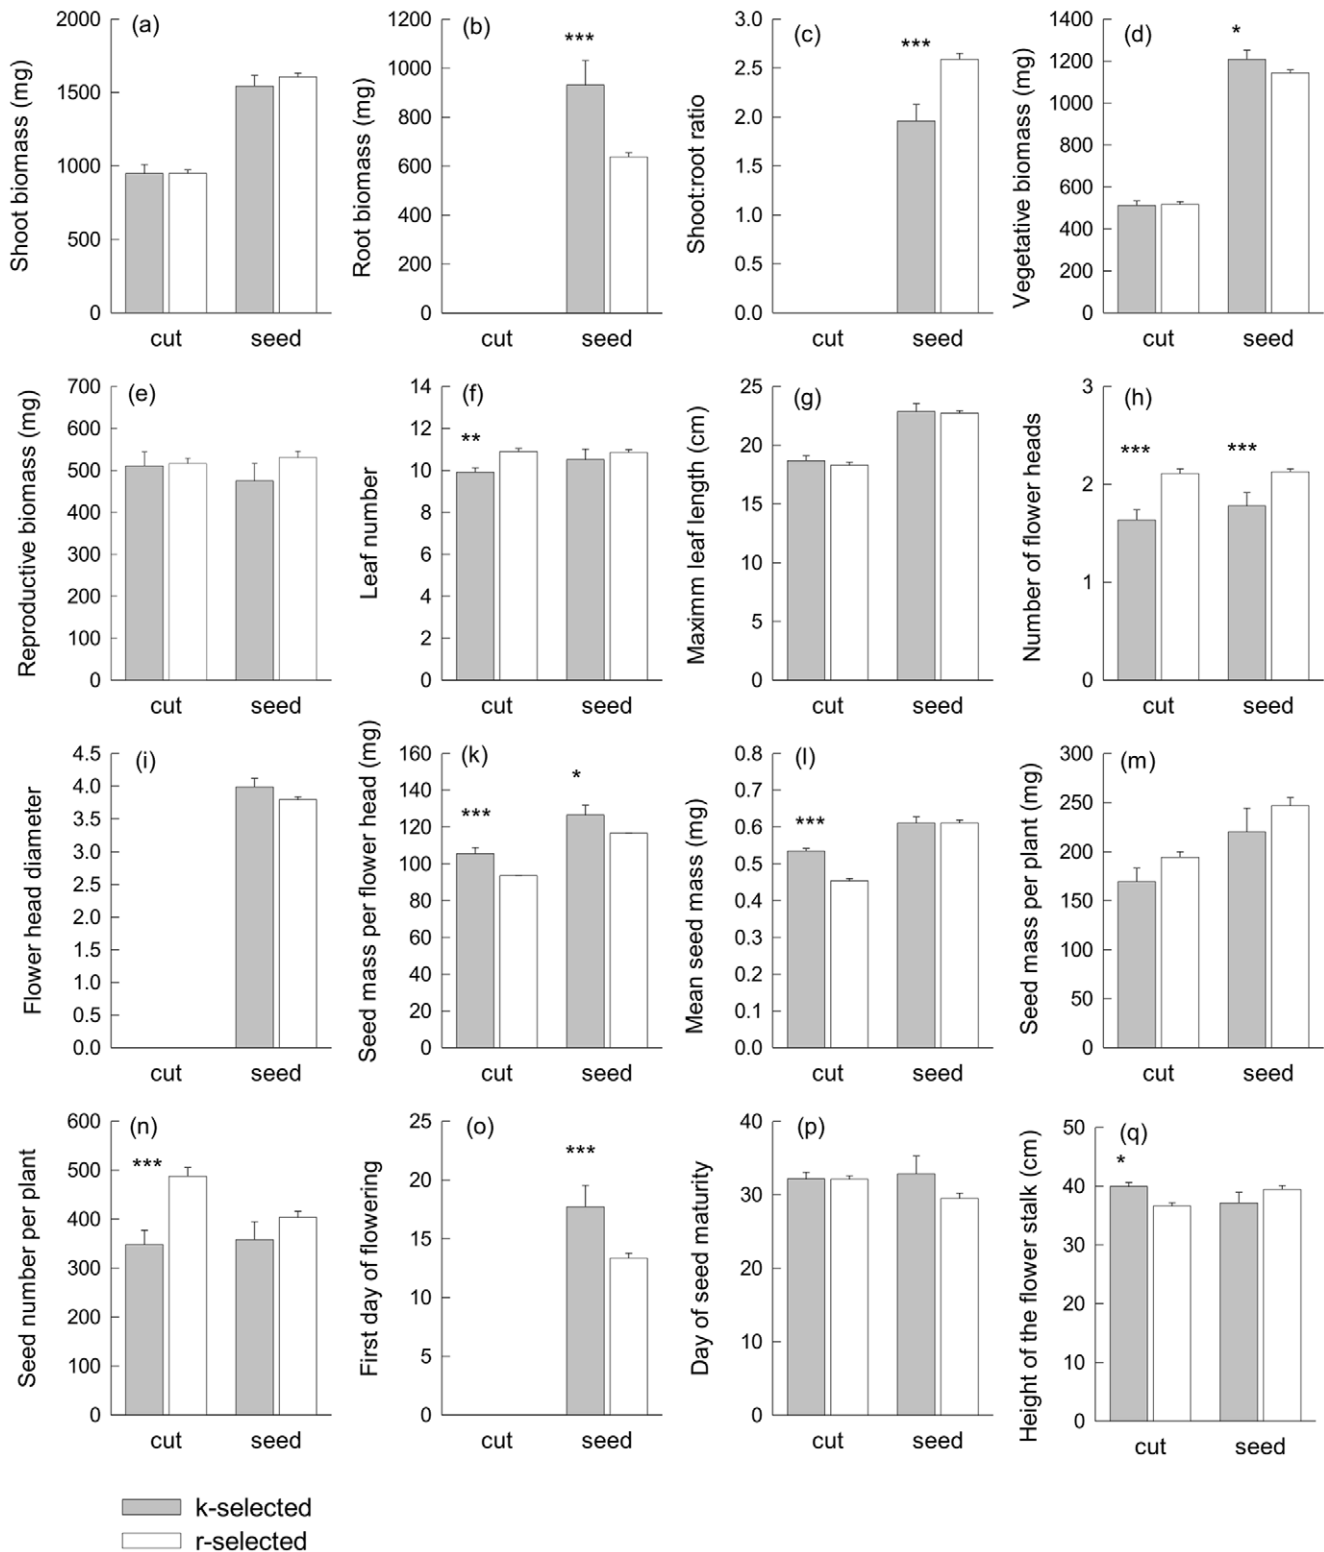 2000 (a) 1200 (b) 3.0 (c) 1400 (d)
1500 1000 *** 2.5 *** 1200 *
1000 800 2.0 1000
500 600 1.5 800
0 400 1.0 600
200 0.5 400
0 0.0 200
0
Shoot biomass (mg) Root biomass (mg) Shoot:root ratio Vegetative biomass (mg)
cut seed cut seed cut seed cut seed
700 (e) 14 (f) 25 (g) 3 (h)
600 12 ** 20 2 *** ***
500 10 15 1
400 8 10 0
300 6 5
200 4 0
100 2
0 0
Reproductive biomass (mg) Leaf number Maximm leaf length (cm) Number of flower heads
cut seed cut seed cut seed cut seed
4.5 (i) 160 (k) 0.8 (l) 300 (m)
4.0 140 *** * 0.7 *** 250
3.5 120 0.6 200
3.0 100 0.5 150
2.5 80 0.4 100
2.0 60 0.3 50
1.5 40 0.2 0
1.0 20 0.1
0.5 0 0.0
0.0
Flower head diameter Seed mass per flower head (mg) Mean seed mass (mg) Seed mass per plant (mg)
cut seed cut seed cut seed cut seed
600 (n) 25 (o) 40 (p) 50 (q)
500 *** 20 *** 30 40 *
400 15 20 30
300 10 10 20
200 5 0 10
100 0 0
0
Seed number per plant First day of flowering Day of seed maturity Height of the flower stalk (cm)
cut seed cut seed cut seed cut seed
k-selected
r-selected